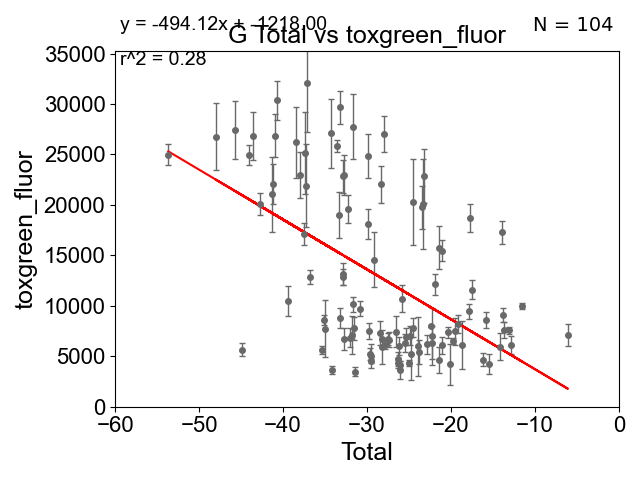 y = -494.12x + -1218.00
N = 104
G Total vs toxgreen_fluor
r^2 = 0.28
35000
30000
25000
20000
15000
10000
5000
0
toxgreen_fluor
−60 −50 −40 −30 −20 −10 0
Total